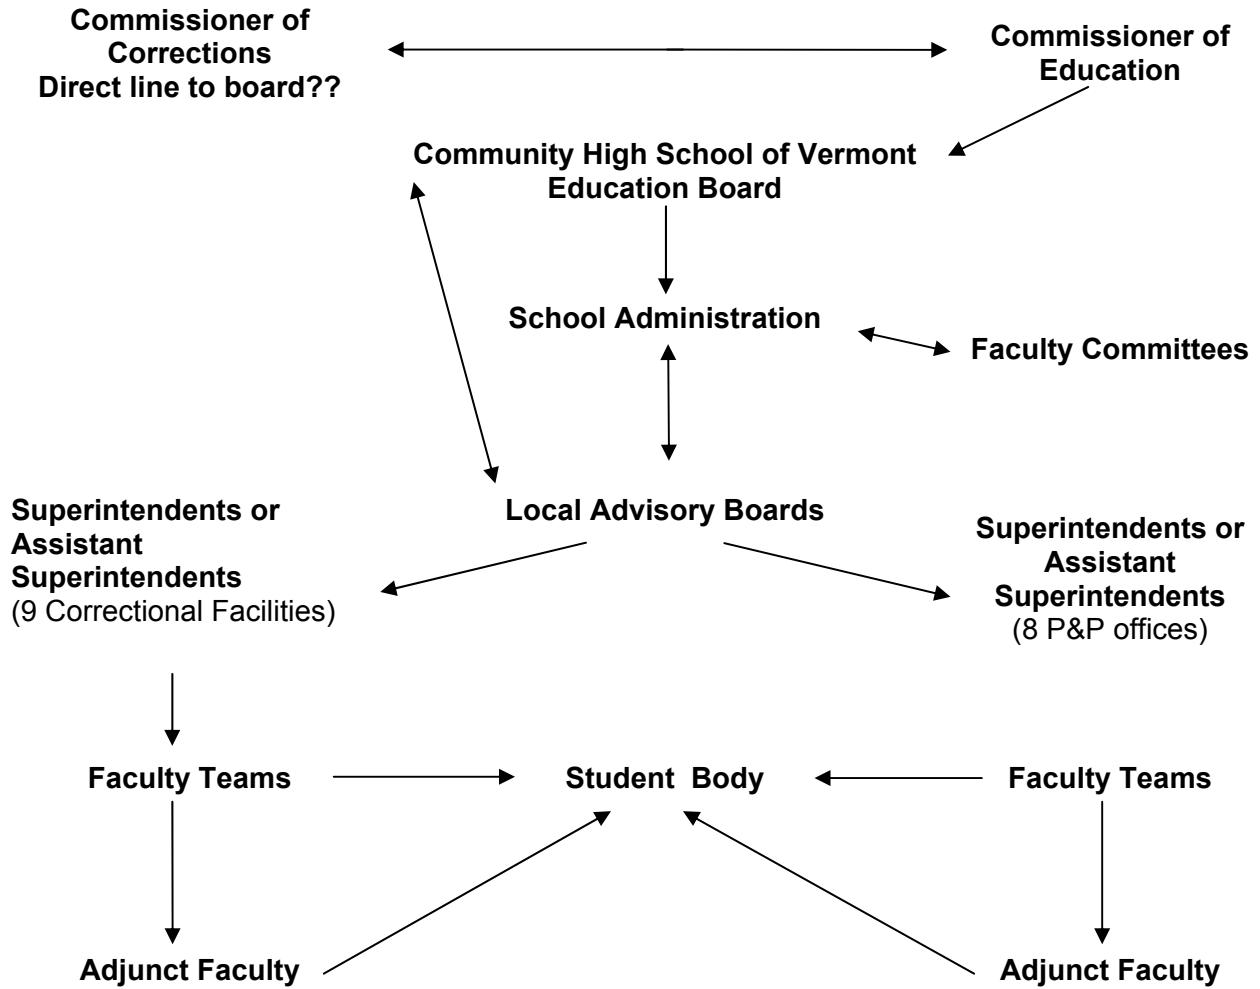 Commissioner of
Corrections
Direct line to board??
Commissioner of
Education
Community High School of Vermont
Education Board
School Administration
Faculty Committees
Local Advisory Boards
Superintendents or
Assistant
Superintendents
(9 Correctional Facilities)
Superintendents or
Assistant
Superintendents
(8 P&P offices)
Faculty Teams
Student  Body
Faculty Teams
Adjunct Faculty
Adjunct Faculty